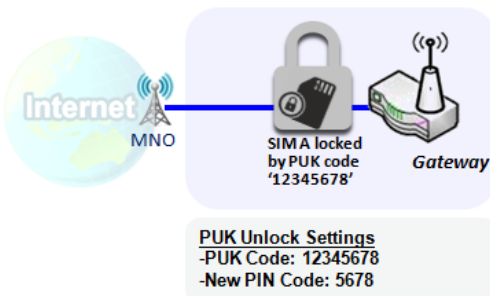 Internet
MNO
SIM A locked
by PUK code
‘12345678’
Gateway
PUK Unlock Settings
-PUK Code: 12345678
-New PIN Code: 5678